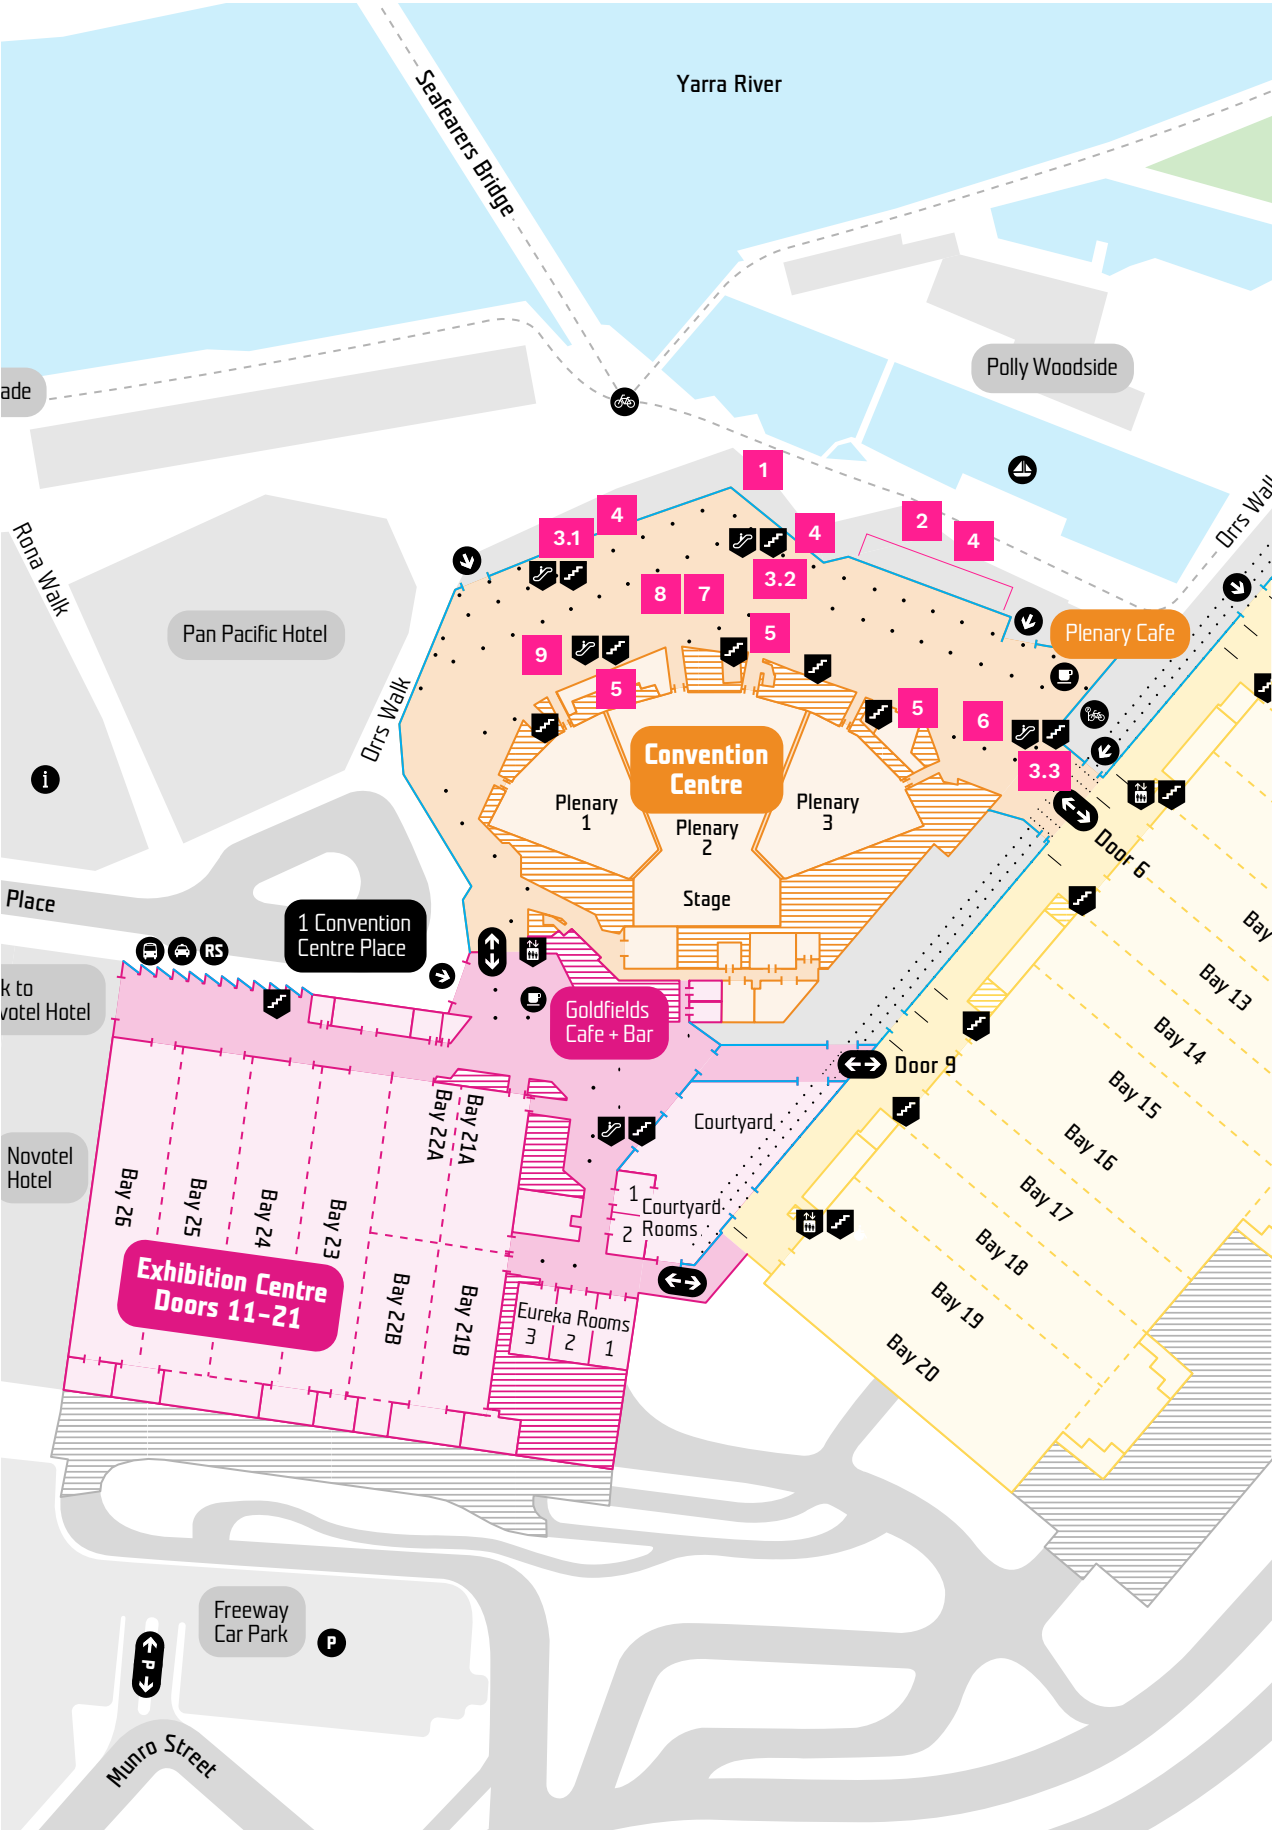 Yarra River
Seafearers Bridge
Polly Woodside
ade
1
2
4
4
4
3.1
3.2
Orrs Walk
Rona Walk
8
7
5
Pan Pacific Hotel
Plenary Cafe
9
5
5
6
Orrs Walk
Convention
Centre
3.3
i
Plenary
1
Plenary
2
Plenary
3
Door 6
Stage
Place
1 Convention
Centre Place
Bay
RS
k to
votel Hotel
Bay 13
Goldfields
Cafe + Bar
Bay 14
Door 9
Bay 15
Courtyard
Bay 22A
Bay 21A
Bay 16
Novotel
Hotel
Bay 26
Bay 25
Bay 24
Bay 23
1
2
Courtyard
Rooms
Bay 17
Bay 18
Exhibition Centre
Doors 11-21
Bay 22B
Bay 21B
Eureka Rooms
3
2
1
Bay 19
Bay 20
Freeway
Car Park
P
P
Munro Street